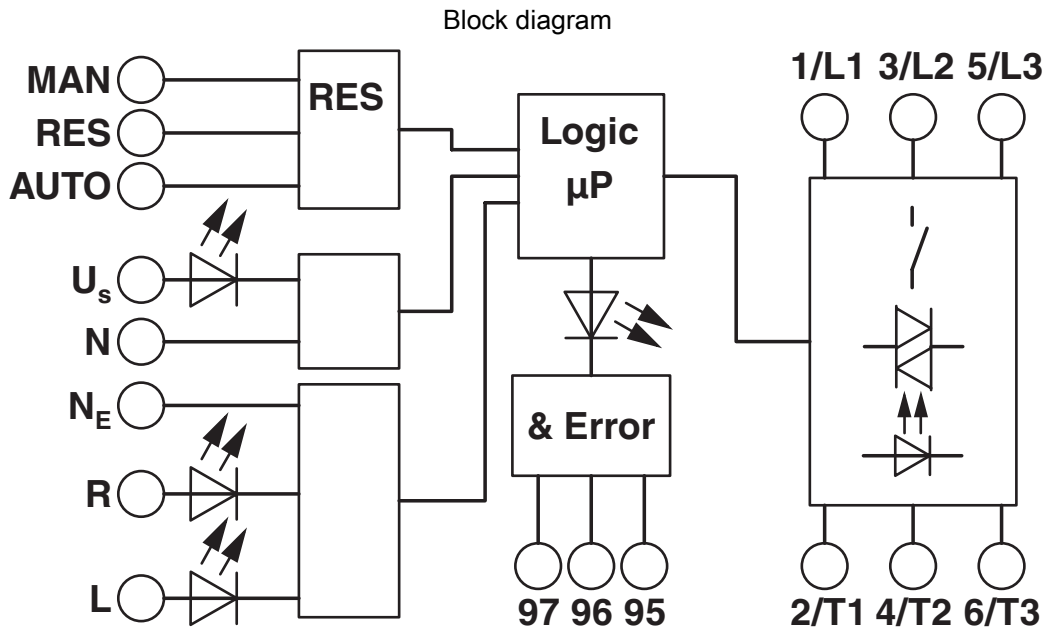 Block diagram
MAN
RES
AUTO
RES
Us
N
NE
R
L
Logic
µP
& Error
97 96 95
1/L1 3/L2 5/L3
2/T1 4/T2 6/T3